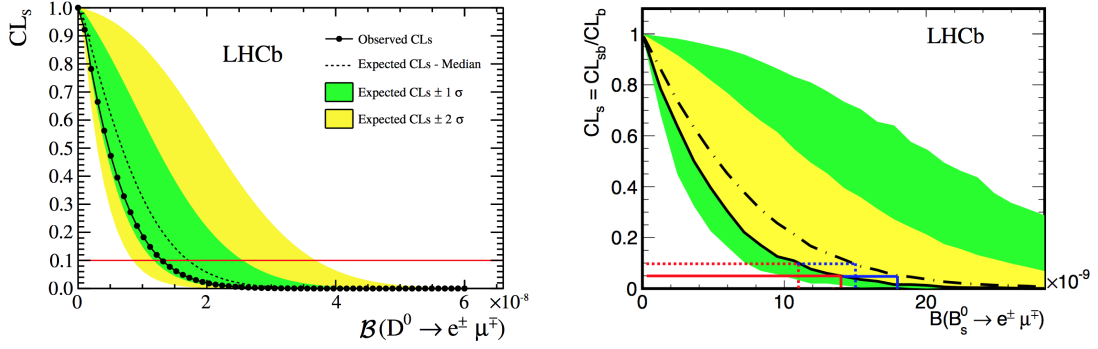 CLs
1.0
0.9
0.8
0.7
0.6
0.5
0.4
0.3
0.2
0.1
0.0
LHCb
Observed CLs
Expected CLs - Median
Expected CLs ± 1 σ
Expected CLs ± 2 σ
0 2 4 6 ×10⁻⁸
ℬ(D⁰ → e± μ∓)
CLs = CLsb/CLb
1
0.8
0.6
0.4
0.2
0
LHCb
0 10 20 ×10⁻⁹
B(B⁰s → e± μ∓)